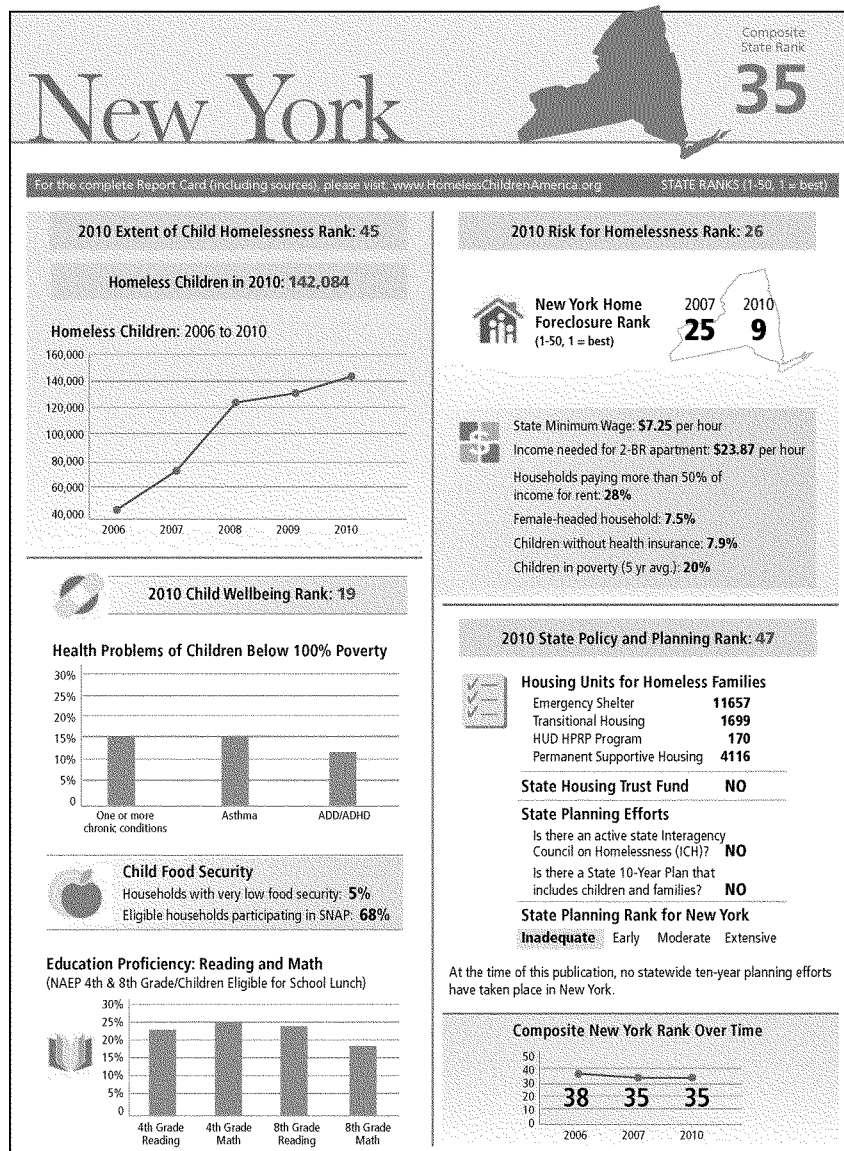 New York
Composite
State Rank
35
For the complete Report Card (including sources), please visit: www.HomelessChildrenAmerica.org
STATE RANKS (1-50, 1 = best)
2010 Extent of Child Homelessness Rank: 45
Homeless Children in 2010: 142,084
Homeless Children: 2006 to 2010
160,000
140,000
120,000
100,000
80,000
60,000
40,000
2006 2007 2008 2009 2010
2010 Child Wellbeing Rank: 19
Health Problems of Children Below 100% Poverty
30%
25%
20%
15%
10%
5%
0
One or more
chronic conditions
Asthma
ADD/ADHD
Child Food Security
Households with very low food security: 5%
Eligible households participating in SNAP: 68%
Education Proficiency: Reading and Math
(NAEP 4th & 8th Grade/Children Eligible for School Lunch)
30%
25%
20%
15%
10%
5%
0
4th Grade
Reading
4th Grade
Math
8th Grade
Reading
8th Grade
Math
2010 Risk for Homelessness Rank: 26
New York Home
Foreclosure Rank
(1-50, 1 = best)
2007 2010
25 9
State Minimum Wage: $7.25 per hour
Income needed for 2-BR apartment: $23.87 per hour
Households paying more than 50% of
income for rent: 28%
Female-headed household: 7.5%
Children without health insurance: 7.9%
Children in poverty (5 yr avg.): 20%
2010 State Policy and Planning Rank: 47
Housing Units for Homeless Families
Emergency Shelter 11657
Transitional Housing 1699
HUD HPRP Program 170
Permanent Supportive Housing 4116
State Housing Trust Fund NO
State Planning Efforts
Is there an active state Interagency
Council on Homelessness (ICH)? NO
Is there a State 10-Year Plan that
includes children and families? NO
State Planning Rank for New York
Inadequate Early Moderate Extensive
At the time of this publication, no statewide ten-year planning efforts
have taken place in New York.
Composite New York Rank Over Time
50
40
30
20
10
0
38 35 35
2006 2007 2010